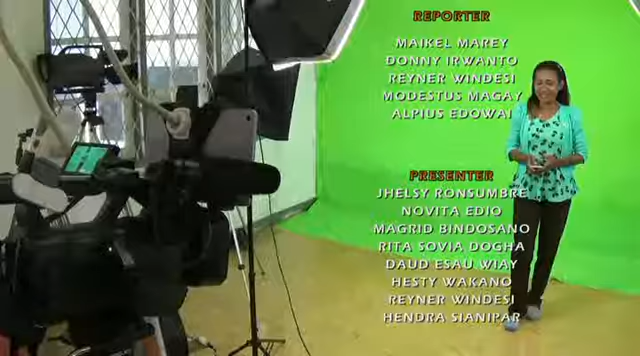 REPORTER
MAIKEL MAREY
DONNY IRWANTO
REYNER WINDESI
MODESTUS MAGAY
ALPIUS EDOWAI
PRESENTER
JHELSY RONSUMBRE
NOVITA EDIO
MAGRID BINDOSANO
RITA SOVIA DOGHA
DAUD ESAU WIAY
HESTY WAKANO
REYNER WINDESI
HENDRA SIANIPAR